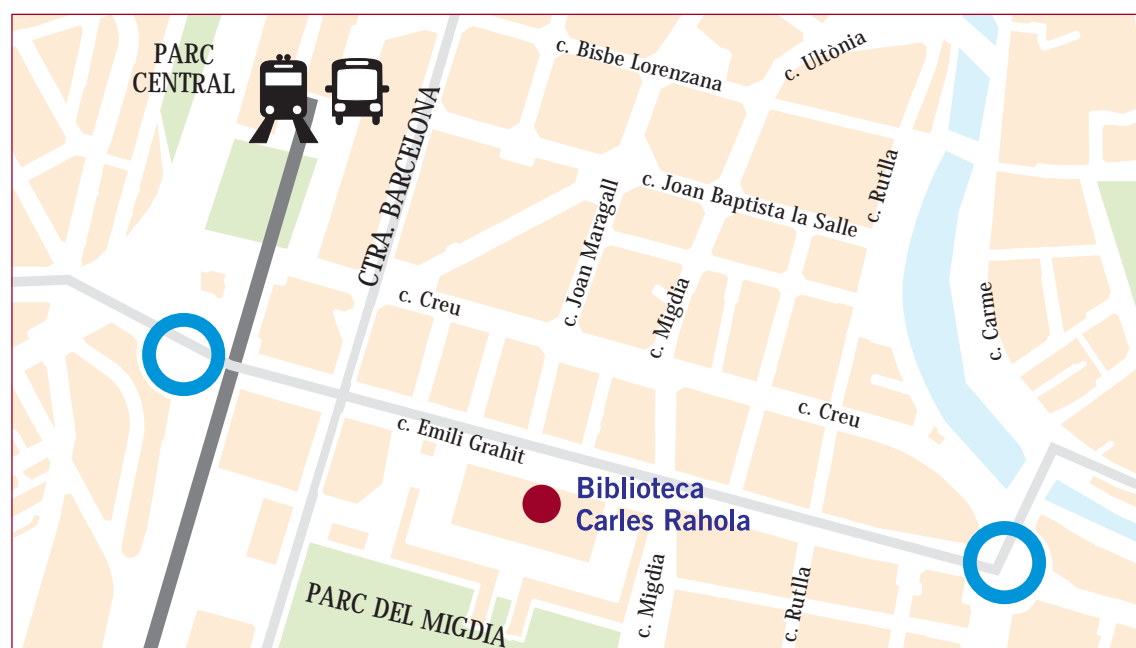 PARC
CENTRAL
c. Bisbe Lorenzana
c. Ultònia
CTRA. BARCELONA
c. Joan Baptista la Salle
c. Rutlla
c. Joan Maragall
c. Migdia
c. Creu
c. Carme
c. Creu
c. Emili Grahit
Biblioteca
Carles Rahola
PARC DEL MIGDIA
c. Migdia
c. Rutlla